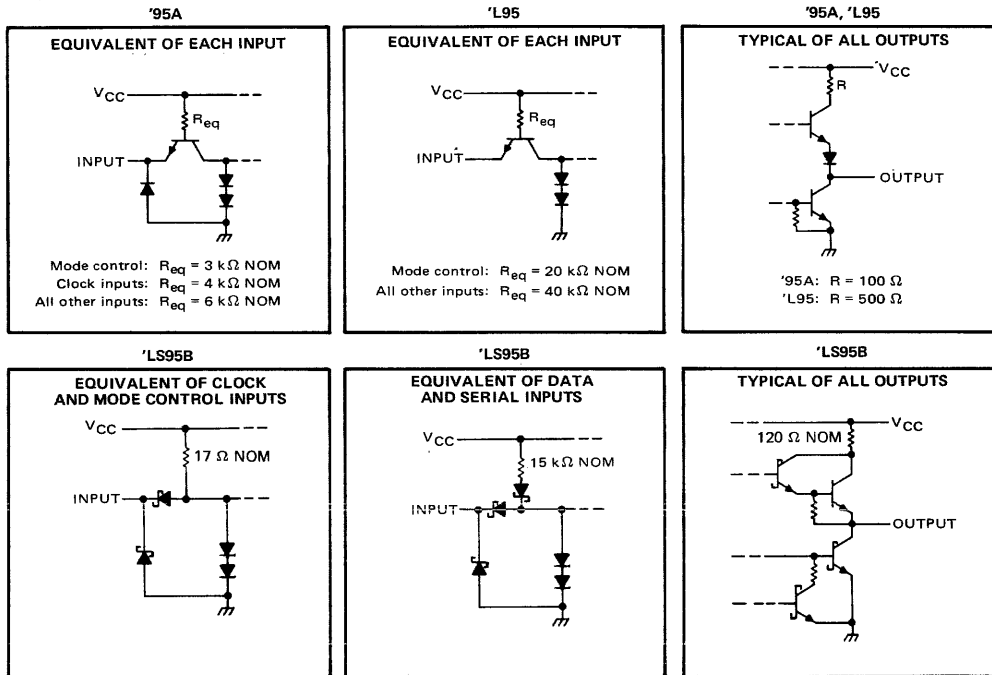 '95A
EQUIVALENT OF EACH INPUT
VCC
Req
INPUT
Mode control: Req = 3 kΩ NOM
Clock inputs: Req = 4 kΩ NOM
All other inputs: Req = 6 kΩ NOM
'L95
EQUIVALENT OF EACH INPUT
VCC
Req
INPUT
Mode control: Req = 20 kΩ NOM
All other inputs: Req = 40 kΩ NOM
'95A, 'L95
TYPICAL OF ALL OUTPUTS
VCC
R
OUTPUT
'95A: R = 100 Ω
'L95: R = 500 Ω
'LS95B
EQUIVALENT OF CLOCK
AND MODE CONTROL INPUTS
VCC
17 Ω NOM
INPUT
'LS95B
EQUIVALENT OF DATA
AND SERIAL INPUTS
VCC
15 kΩ NOM
INPUT
'LS95B
TYPICAL OF ALL OUTPUTS
VCC
120 Ω NOM
OUTPUT